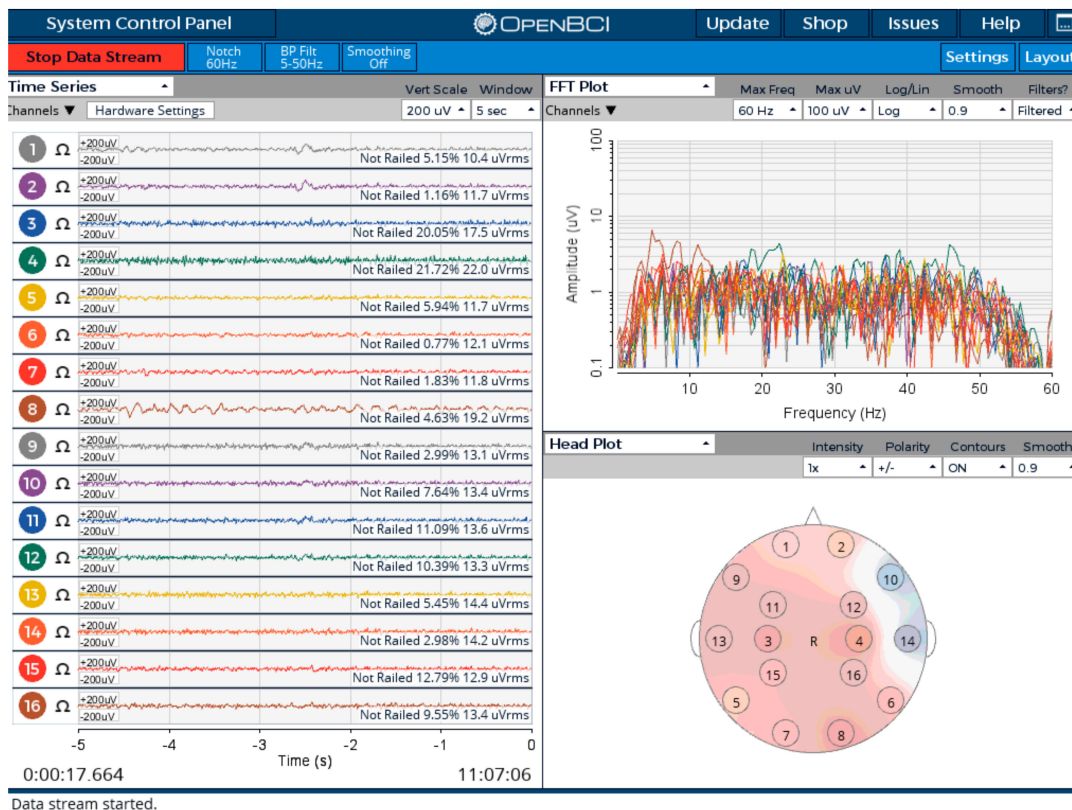 System Control Panel OPENBCI Update Shop Issues Help
Stop Data Stream Notch 60Hz BP Filt 5-50Hz Smoothing Off Settings Layout
Time Series Vert Scale Window
Channels ▼ Hardware Settings 200 uV 5 sec
1 Ω +200uV -200uV Not Railed 5.15% 10.4 uVrms
2 Ω +200uV -200uV Not Railed 1.16% 11.7 uVrms
3 Ω +200uV -200uV Not Railed 20.05% 17.5 uVrms
4 Ω +200uV -200uV Not Railed 21.72% 22.0 uVrms
5 Ω +200uV -200uV Not Railed 5.94% 11.7 uVrms
6 Ω +200uV -200uV Not Railed 0.77% 12.1 uVrms
7 Ω +200uV -200uV Not Railed 1.83% 11.8 uVrms
8 Ω +200uV -200uV Not Railed 4.63% 19.2 uVrms
9 Ω +200uV -200uV Not Railed 2.99% 13.1 uVrms
10 Ω +200uV -200uV Not Railed 7.64% 13.4 uVrms
11 Ω +200uV -200uV Not Railed 11.09% 13.6 uVrms
12 Ω +200uV -200uV Not Railed 10.39% 13.3 uVrms
13 Ω +200uV -200uV Not Railed 5.45% 14.4 uVrms
14 Ω +200uV -200uV Not Railed 2.98% 14.2 uVrms
15 Ω +200uV -200uV Not Railed 12.79% 12.9 uVrms
16 Ω +200uV -200uV Not Railed 9.55% 13.4 uVrms
-5 -4 -3 -2 -1 0
Time (s)
0:00:17.664 11:07:06
FFT Plot Max Freq Max uV Log/Lin Smooth Filters?
Channels ▼ 60 Hz 100 uV Log 0.9 Filtered
100
10
1
0.1
Amplitude (uV)
10 20 30 40 50 60
Frequency (Hz)
Head Plot Intensity Polarity Contours Smooth
1x +/- ON 0.9
1 2
9 10
11 12
13 3 R 4 14
15 16
5 6
7 8
Data stream started.